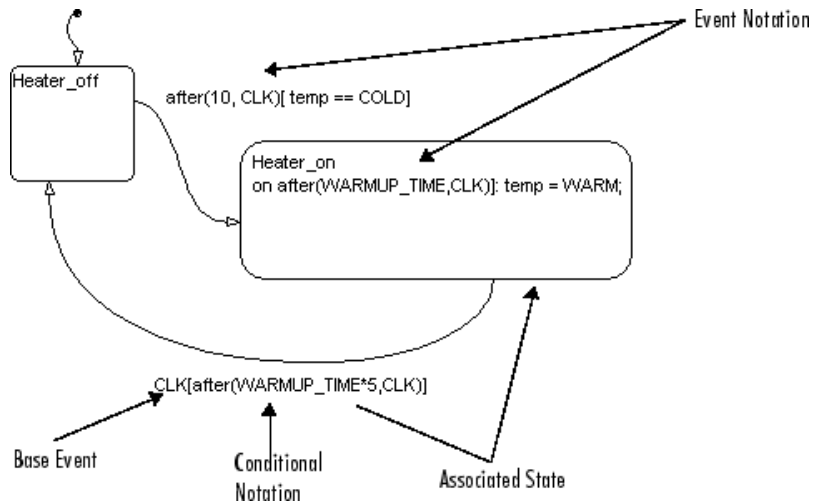 Event Notation
Heater_off
after(10, CLK)[ temp == COLD]
Heater_on
on after(WARMUP_TIME,CLK)]: temp = WARM;
CLK[after(WARMUP_TIME*5,CLK)]
Base Event
Conditional
Notation
Associated State